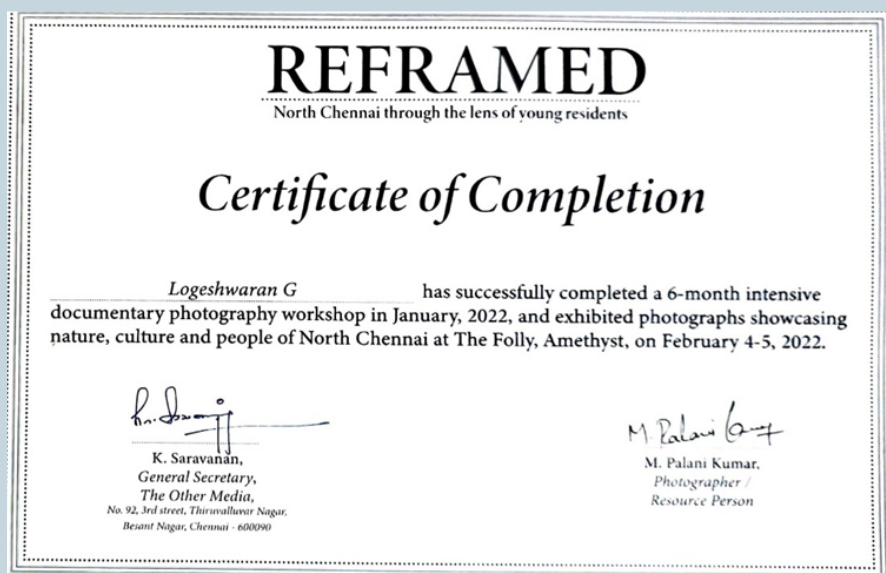 REFRAMED
North Chennai through the lens of young residents
Certificate of Completion
Logeshwaran G has successfully completed a 6-month intensive
documentary photography workshop in January, 2022, and exhibited photographs showcasing
nature, culture and people of North Chennai at The Folly, Amethyst, on February 4-5, 2022.
K. Saravanan,
General Secretary,
The Other Media,
No. 92, 3rd street, Thiruvalluvar Nagar,
Besant Nagar, Chennai - 600090
M. Palani Kumar
M. Palani Kumar,
Photographer /
Resource Person